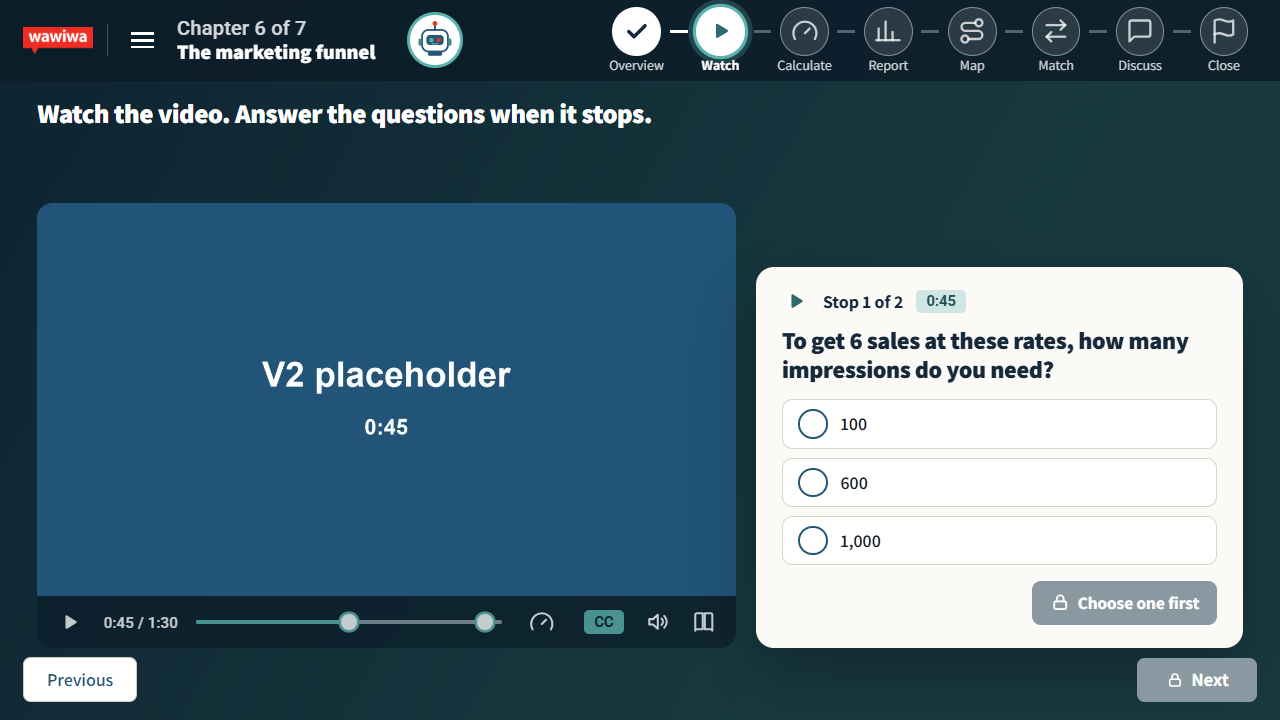 wawiwa
Chapter 6 of 7
The marketing funnel
Overview
Watch
Calculate
Report
Map
Match
Discuss
Close
Watch the video. Answer the questions when it stops.
V2 placeholder
0:45
0:45 / 1:30
CC
Stop 1 of 2
0:45
To get 6 sales at these rates, how many
impressions do you need?
100
600
1,000
Choose one first
Previous
Next